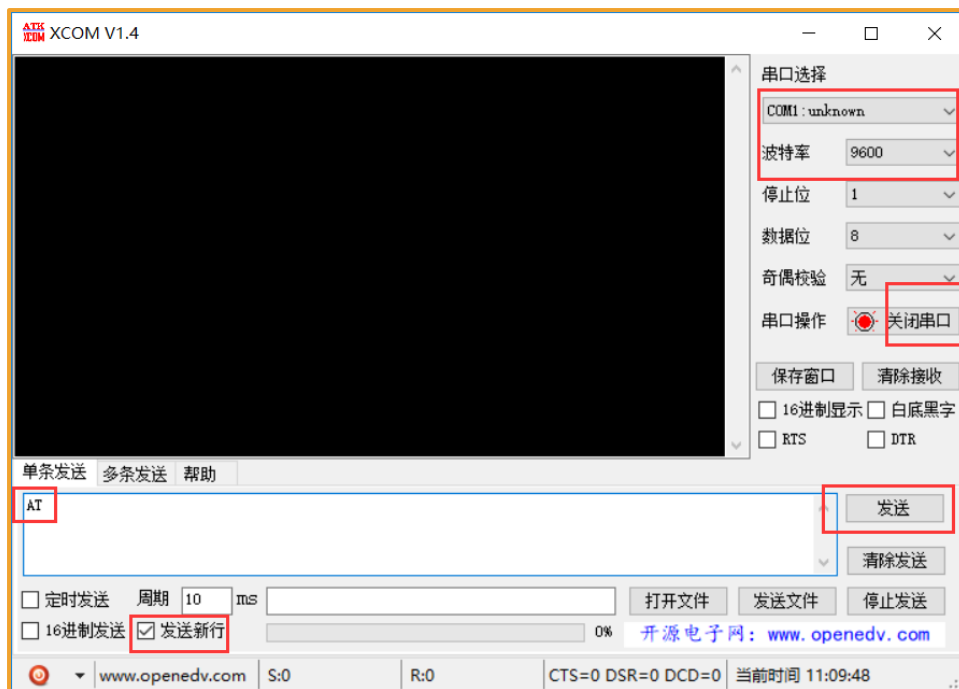 ATK XCOM XCOM V1.4
串口选择
COM1:unknown
波特率 9600
停止位 1
数据位 8
奇偶校验 无
串口操作 关闭串口
保存窗口 清除接收
16进制显示 白底黑字
RTS DTR
单条发送 多条发送 帮助
AT
发送
清除发送
定时发送 周期 10 ms 打开文件 发送文件 停止发送
16进制发送 发送新行 0% 开源电子网：www.openedv.com
www.openedv.com S:0 R:0 CTS=0 DSR=0 DCD=0 当前时间 11:09:48